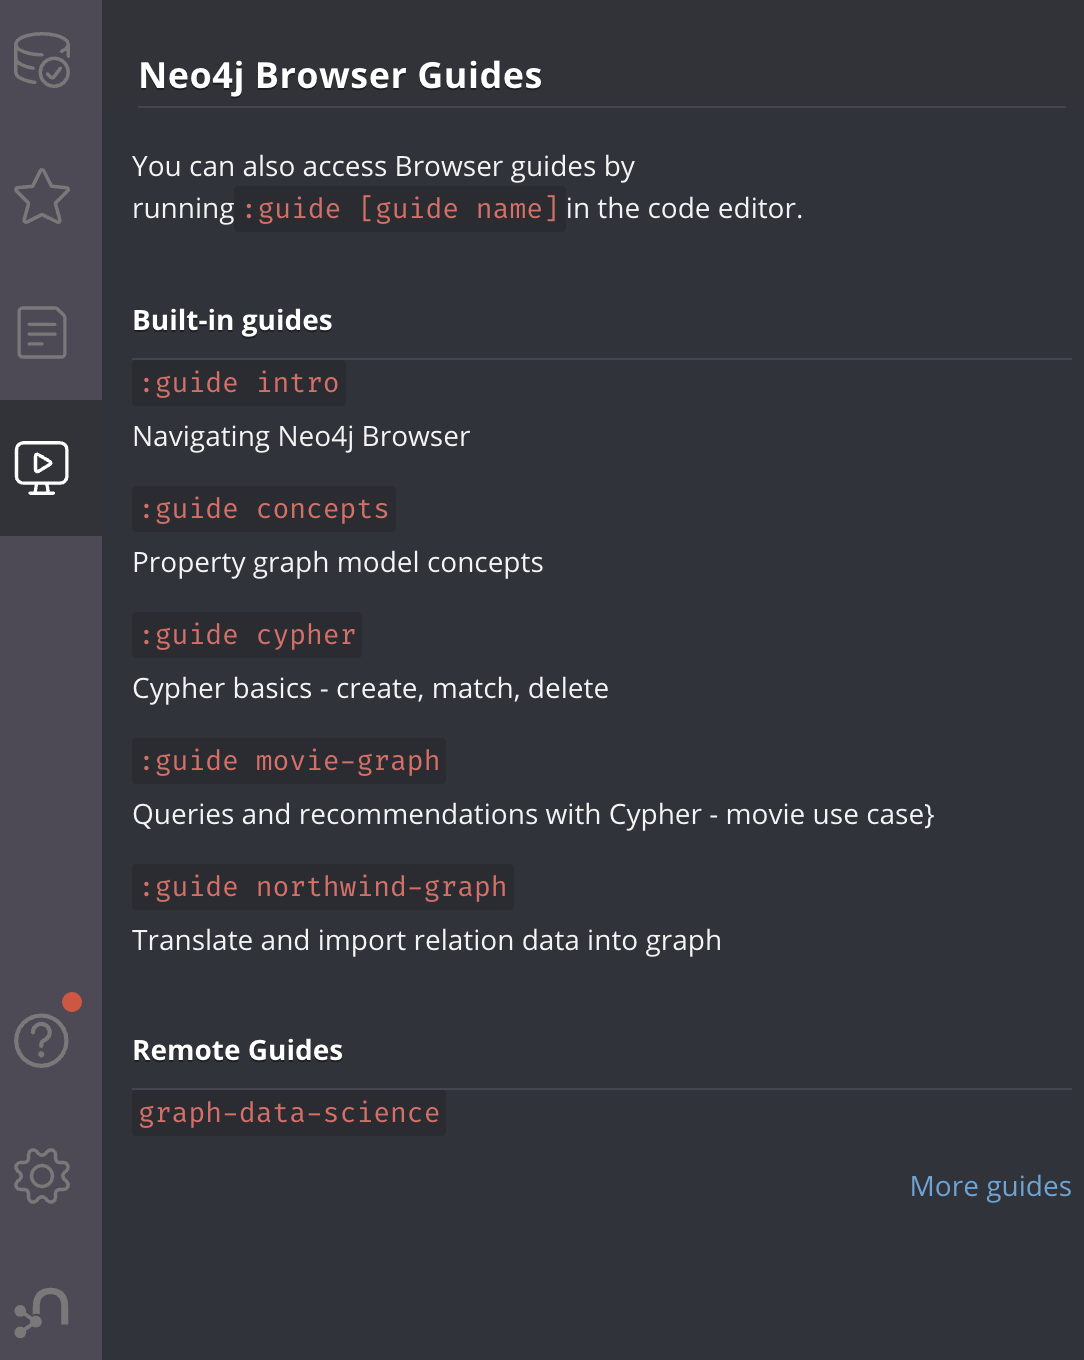 Neo4j Browser Guides
You can also access Browser guides by
running :guide [guide name] in the code editor.
Built-in guides
:guide intro
Navigating Neo4j Browser
:guide concepts
Property graph model concepts
:guide cypher
Cypher basics - create, match, delete
:guide movie-graph
Queries and recommendations with Cypher - movie use case}
:guide northwind-graph
Translate and import relation data into graph
Remote Guides
graph-data-science
More guides